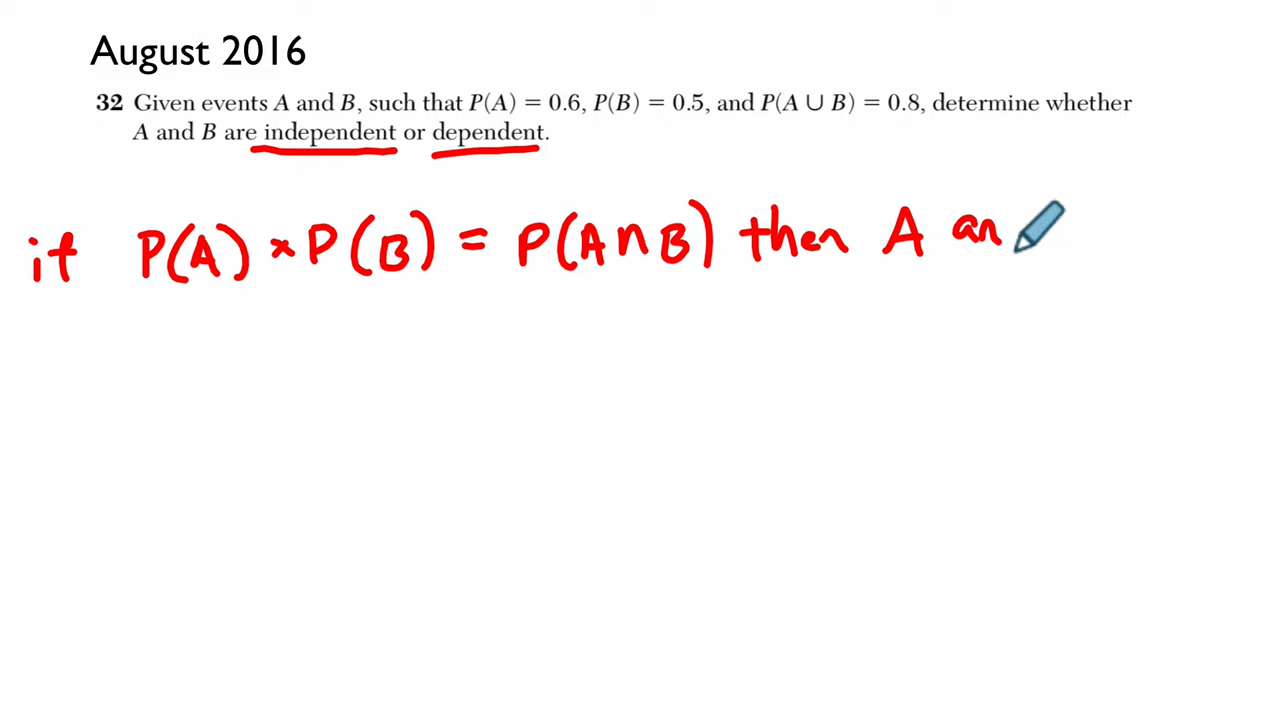 August 2016
32 Given events A and B, such that P(A) = 0.6, P(B) = 0.5, and P(A ∪ B) = 0.8, determine whether
A and B are independent or dependent.
if P(A) × P(B) = P(A∩B) then A an